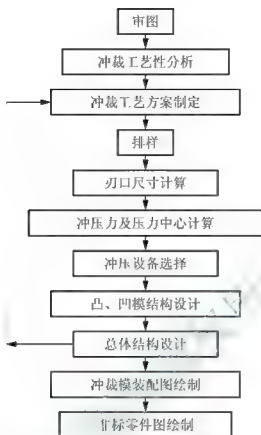 审图
冲裁工艺性分析
冲裁工艺方案制定
排样
刃口尺寸计算
冲压力及压力中心计算
冲压设备选择
凸、凹模结构设计
总体结构设计
冲裁模装配图绘制
非标零件图绘制